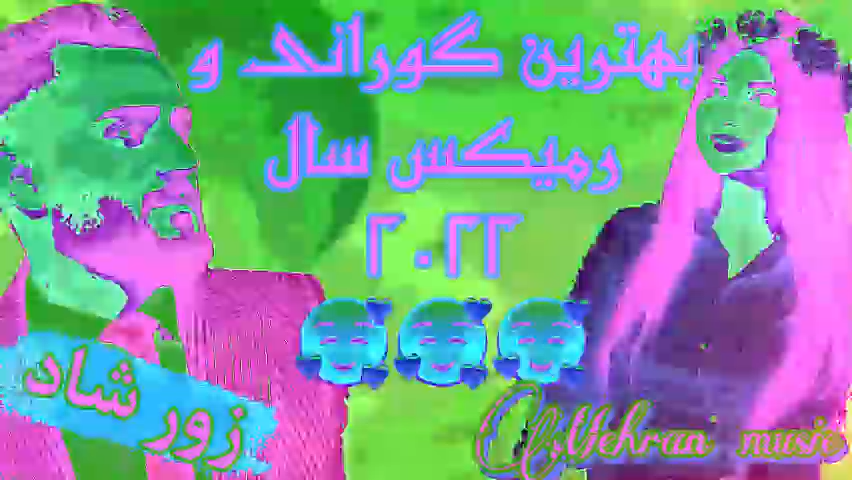 بهترین گورانی و
رمیکس سال
۲۰۲۲
زور شاد
Mehran music